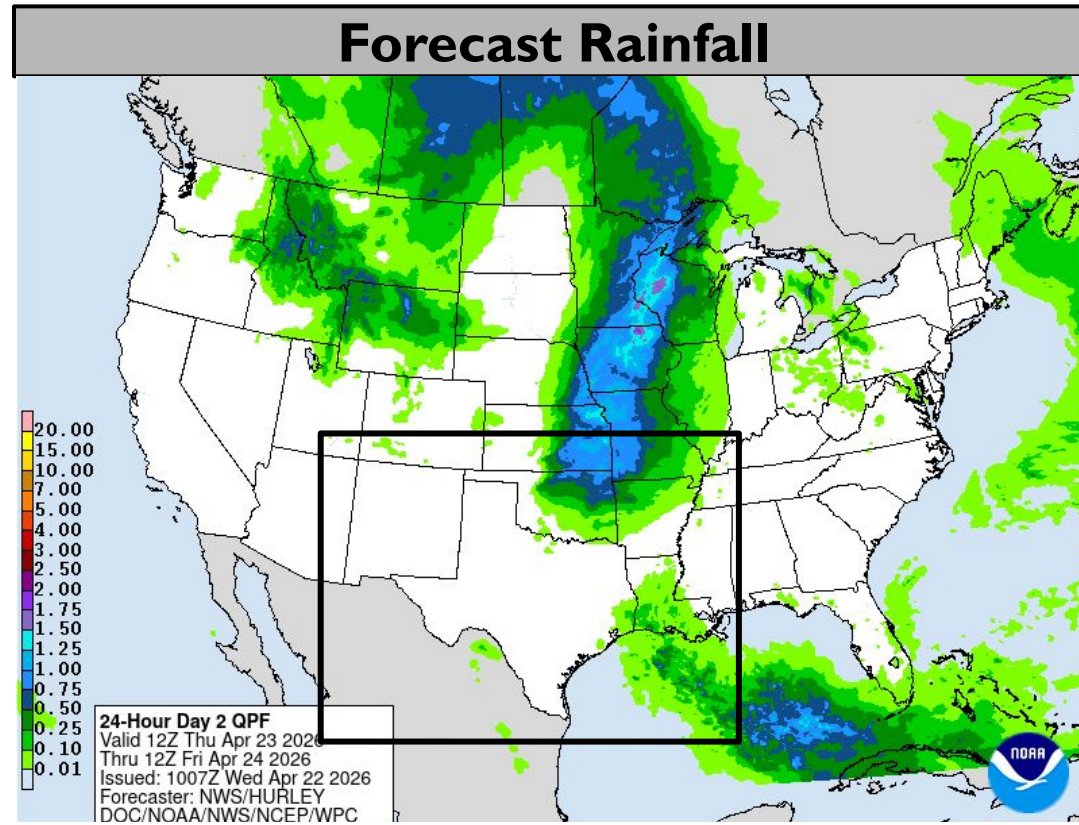 Forecast Rainfall
20.00
15.00
10.00
7.00
5.00
4.00
3.00
2.50
2.00
1.75
1.50
1.25
1.00
0.75
0.50
0.25
0.10
0.01
24-Hour Day 2 QPF
Valid 12Z Thu Apr 23 2026
Thru 12Z Fri Apr 24 2026
Issued: 1007Z Wed Apr 22 2026
Forecaster: NWS/HURLEY
DOC/NOAA/NWS/NCEP/WPC
NOAA